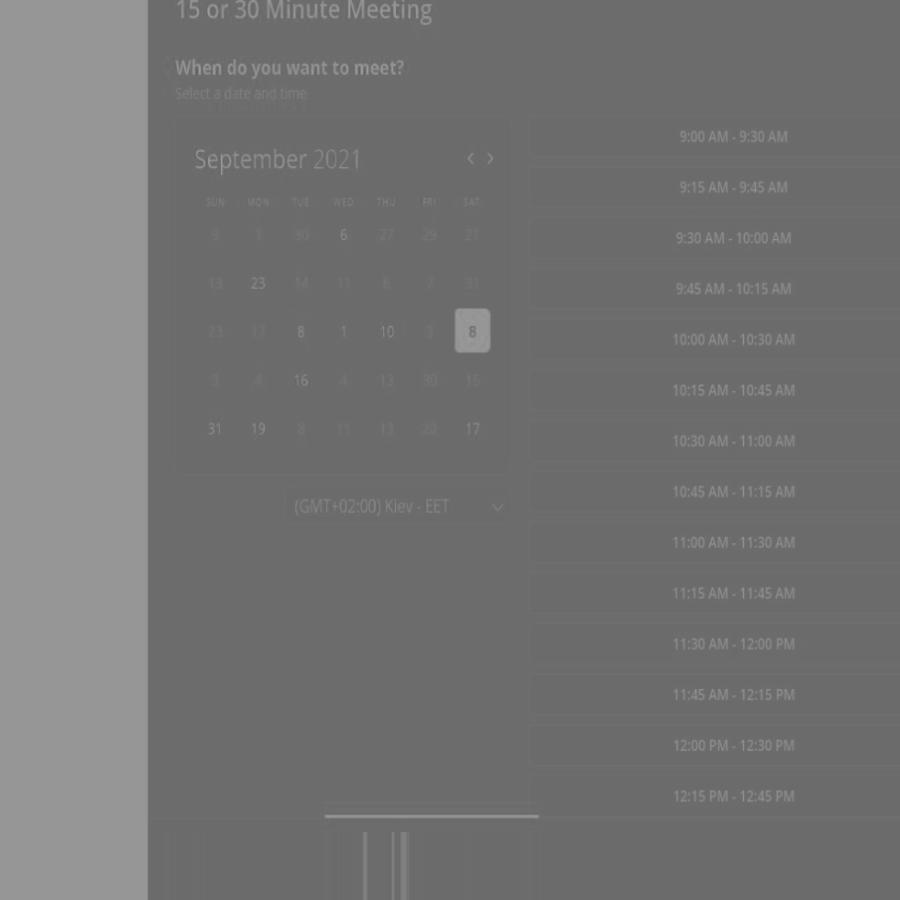 15 or 30 Minute Meeting
When do you want to meet?
Select a date and time
September 2021
SUN MON TUE WED THU FRI SAT
9 1 30 6 27 29 21
13 23 14 11 6 7 31
23 17 8 1 10 3 8
3 4 16 4 13 30 16
31 19 8 11 13 20 17
(GMT+02:00) Kiev - EET
9:00 AM - 9:30 AM
9:15 AM - 9:45 AM
9:30 AM - 10:00 AM
9:45 AM - 10:15 AM
10:00 AM - 10:30 AM
10:15 AM - 10:45 AM
10:30 AM - 11:00 AM
10:45 AM - 11:15 AM
11:00 AM - 11:30 AM
11:15 AM - 11:45 AM
11:30 AM - 12:00 PM
11:45 AM - 12:15 PM
12:00 PM - 12:30 PM
12:15 PM - 12:45 PM